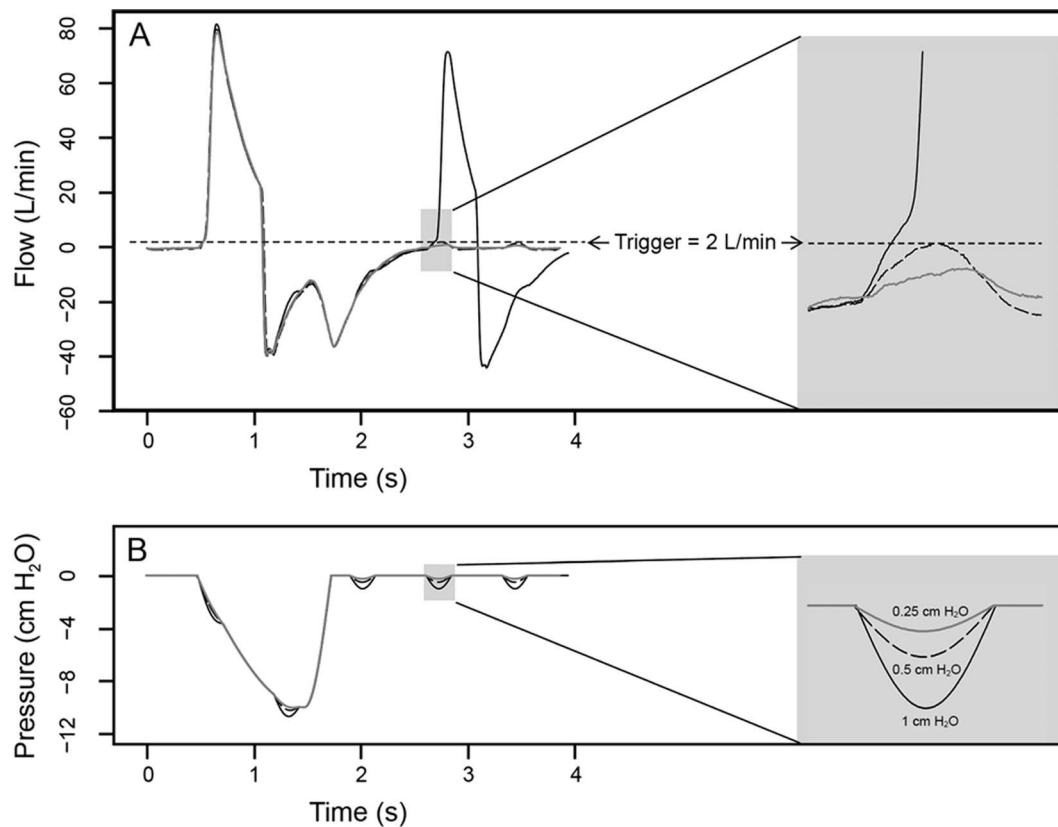 A
Flow (L/min)
80
60
40
20
0
−20
−40
−60
Trigger = 2 L/min
0 1 2 3 4
Time (s)
B
Pressure (cm H₂O)
0
−4
−8
−12
0.25 cm H₂O
0.5 cm H₂O
1 cm H₂O
0 1 2 3 4
Time (s)